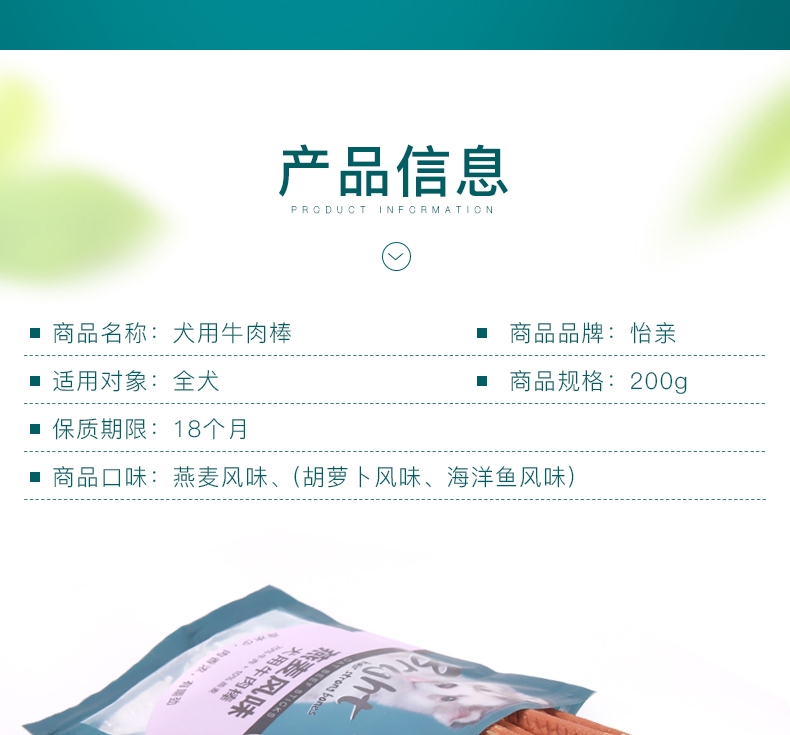 产品信息
PRODUCT INFORMATION
商品名称：犬用牛肉棒
商品品牌：怡亲
适用对象：全犬
商品规格：200g
保质期限：18个月
商品口味：燕麦风味、（胡萝卜风味、海洋鱼风味）
Bright
for strong bones
燕麦风味
犬用牛肉棒